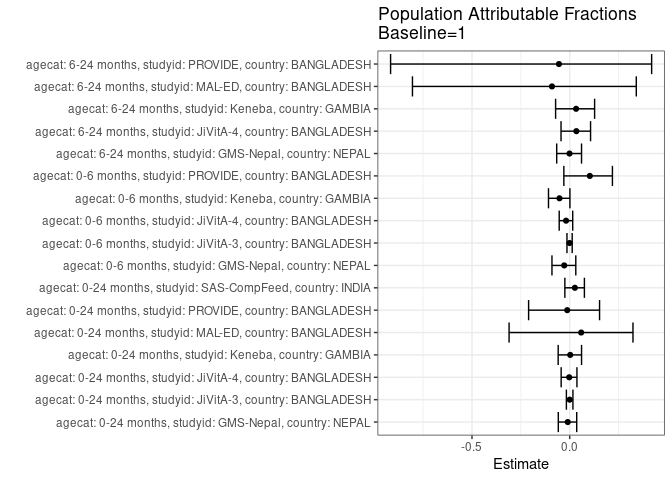 Population Attributable Fractions
Baseline=1
agecat: 6-24 months, studyid: PROVIDE, country: BANGLADESH
agecat: 6-24 months, studyid: MAL-ED, country: BANGLADESH
agecat: 6-24 months, studyid: Keneba, country: GAMBIA
agecat: 6-24 months, studyid: JiVitA-4, country: BANGLADESH
agecat: 6-24 months, studyid: GMS-Nepal, country: NEPAL
agecat: 0-6 months, studyid: PROVIDE, country: BANGLADESH
agecat: 0-6 months, studyid: Keneba, country: GAMBIA
agecat: 0-6 months, studyid: JiVitA-4, country: BANGLADESH
agecat: 0-6 months, studyid: JiVitA-3, country: BANGLADESH
agecat: 0-6 months, studyid: GMS-Nepal, country: NEPAL
agecat: 0-24 months, studyid: SAS-CompFeed, country: INDIA
agecat: 0-24 months, studyid: PROVIDE, country: BANGLADESH
agecat: 0-24 months, studyid: MAL-ED, country: BANGLADESH
agecat: 0-24 months, studyid: Keneba, country: GAMBIA
agecat: 0-24 months, studyid: JiVitA-4, country: BANGLADESH
agecat: 0-24 months, studyid: JiVitA-3, country: BANGLADESH
agecat: 0-24 months, studyid: GMS-Nepal, country: NEPAL
-0.5 0.0
Estimate